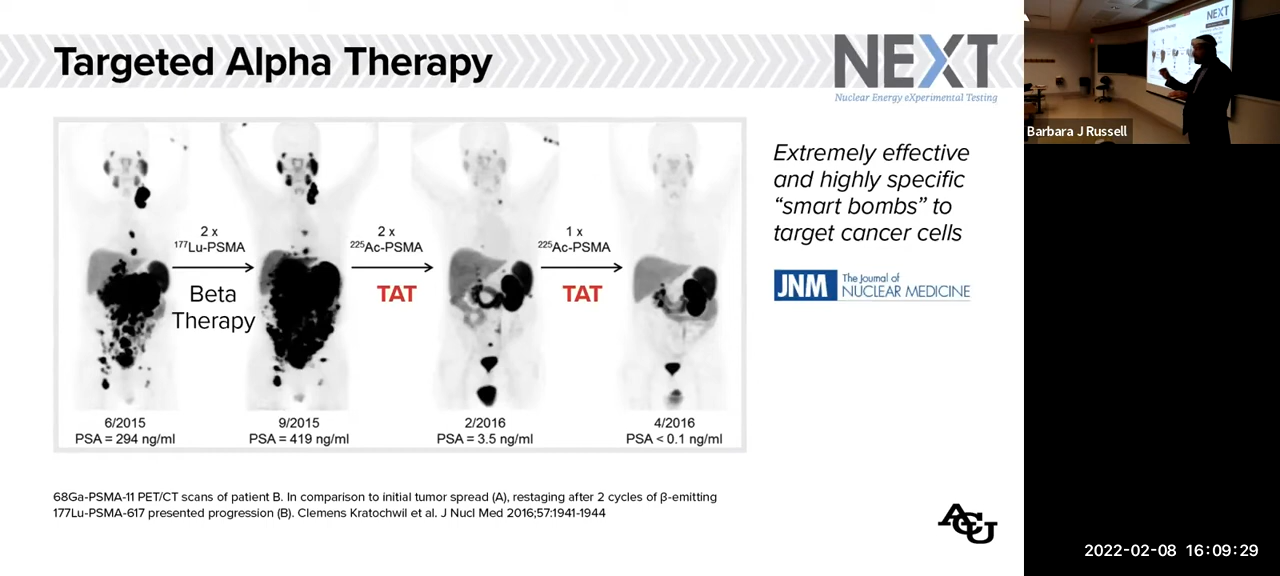 Targeted Alpha Therapy
NEXT
Nuclear Energy eXperimental Testing
2 x
177Lu-PSMA
Beta
Therapy
2 x
225Ac-PSMA
TAT
1 x
225Ac-PSMA
TAT
6/2015
PSA = 294 ng/ml
9/2015
PSA = 419 ng/ml
2/2016
PSA = 3.5 ng/ml
4/2016
PSA < 0.1 ng/ml
Extremely effective
and highly specific
“smart bombs” to
target cancer cells
JNM The Journal of
NUCLEAR MEDICINE
68Ga-PSMA-11 PET/CT scans of patient B. In comparison to initial tumor spread (A), restaging after 2 cycles of β-emitting
177Lu-PSMA-617 presented progression (B). Clemens Kratochwil et al. J Nucl Med 2016;57:1941-1944
ACU
NEXT
Barbara J Russell
2022-02-08 16:09:29